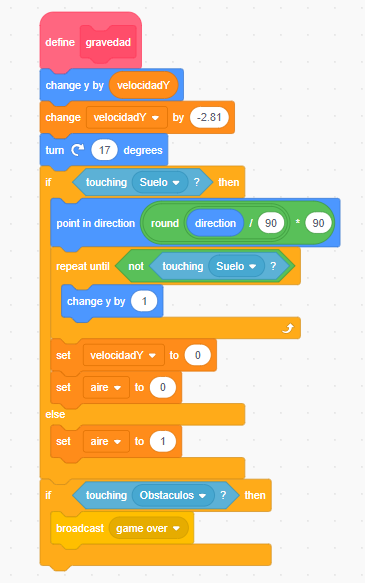 define gravedad
change y by velocidadY
change velocidadY by -2.81
turn 17 degrees
if touching Suelo ? then
point in direction round direction / 90 * 90
repeat until not touching Suelo ?
change y by 1
set velocidadY to 0
set aire to 0
else
set aire to 1
if touching Obstaculos ? then
broadcast game over